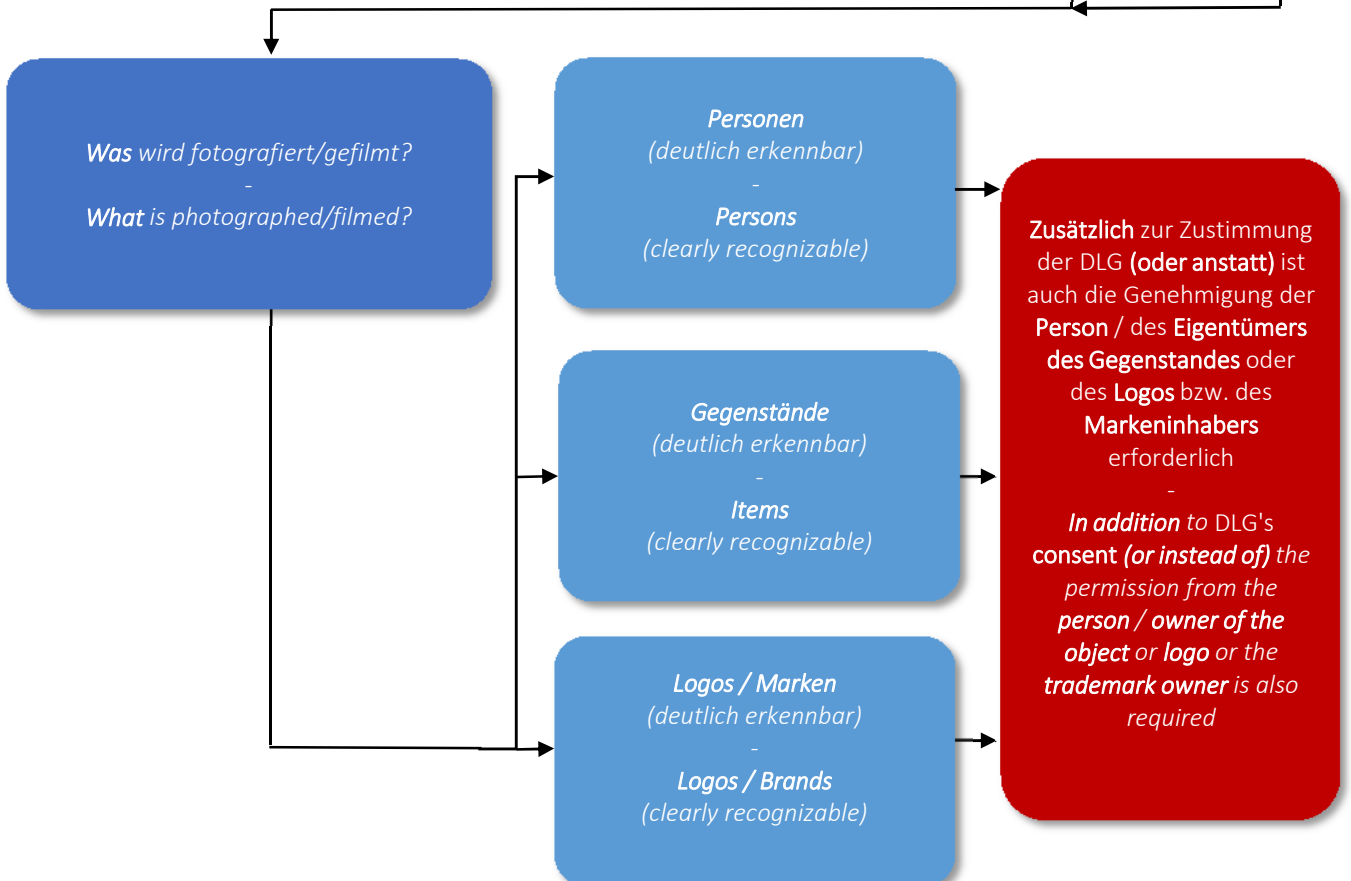 Was wird fotografiert/gefilmt?
-
What is photographed/filmed?
Personen
(deutlich erkennbar)
-
Persons
(clearly recognizable)
Gegenstände
(deutlich erkennbar)
-
Items
(clearly recognizable)
Logos / Marken
(deutlich erkennbar)
-
Logos / Brands
(clearly recognizable)
Zusätzlich zur Zustimmung
der DLG (oder anstatt) ist
auch die Genehmigung der
Person / des Eigentümers
des Gegenstandes oder
des Logos bzw. des
Markeninhabers
erforderlich
-
In addition to DLG's
consent (or instead of) the
permission from the
person / owner of the
object or logo or the
trademark owner is also
required